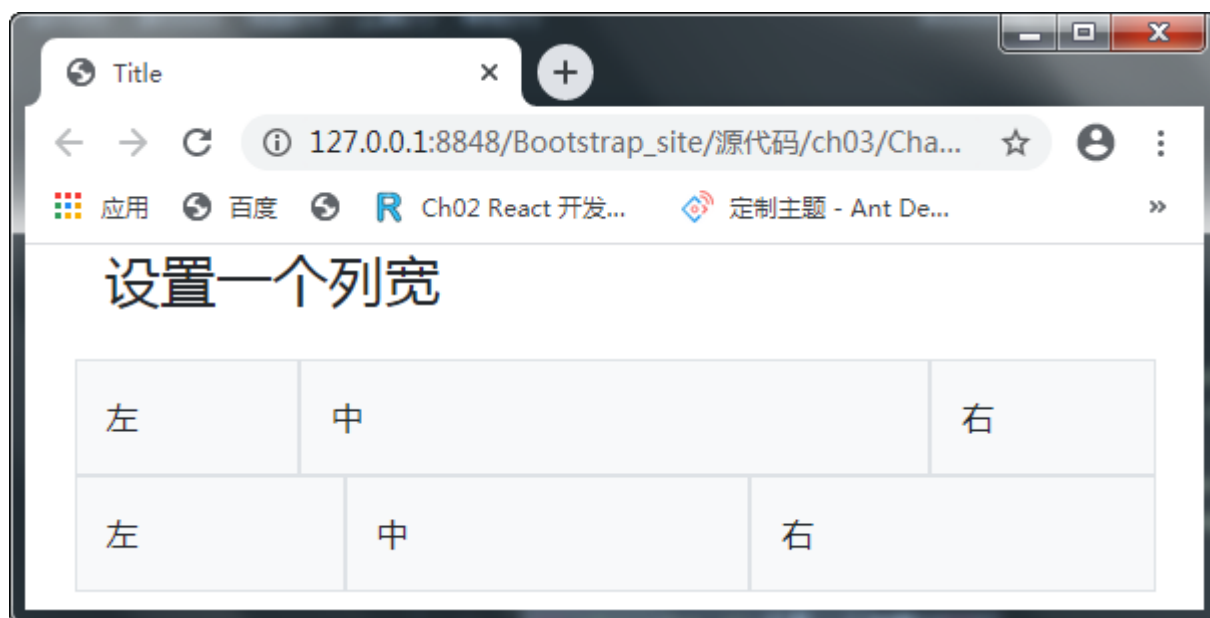 Title
127.0.0.1:8848/Bootstrap_site/源代码/ch03/Cha...
应用 百度 Ch02 React 开发... 定制主题 - Ant De...
设置一个列宽
左 中 右
左 中 右